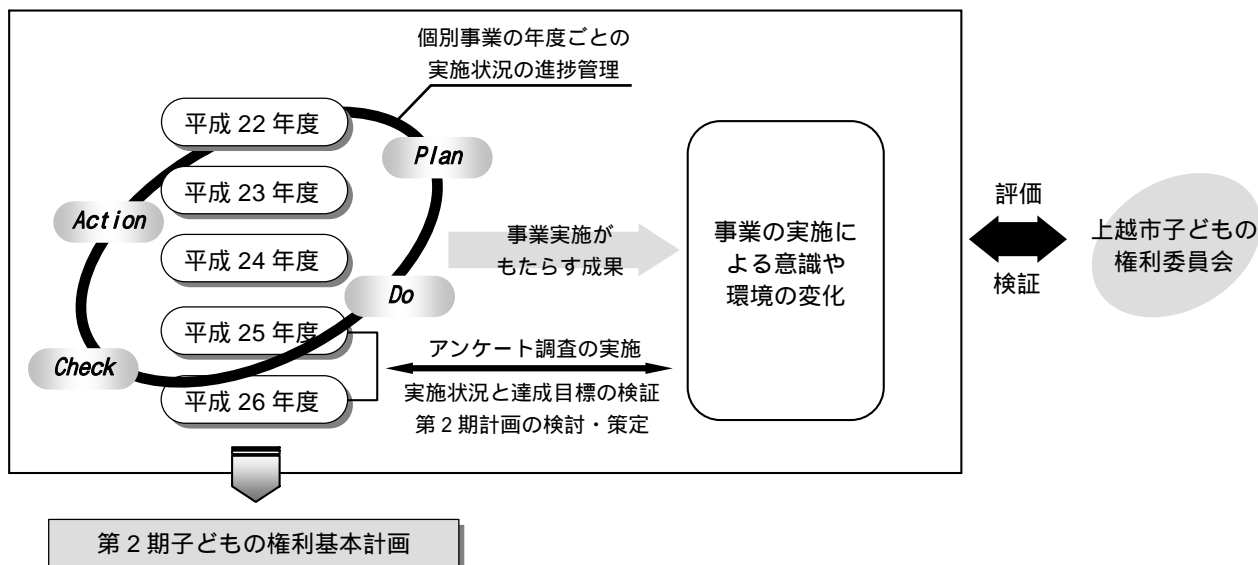 個別事業の年度ごとの
実施状況の進捗管理
平成 22 年度
Plan
平成 23 年度
Action
平成 24 年度
Do
平成 25 年度
Check
平成 26 年度
事業実施が
もたらす成果
アンケート調査の実施
実施状況と達成目標の検証
第2期計画の検討・策定
事業の実施に
よる意識や
環境の変化
評価
検証
上越市子どもの
権利委員会
第2期子どもの権利基本計画